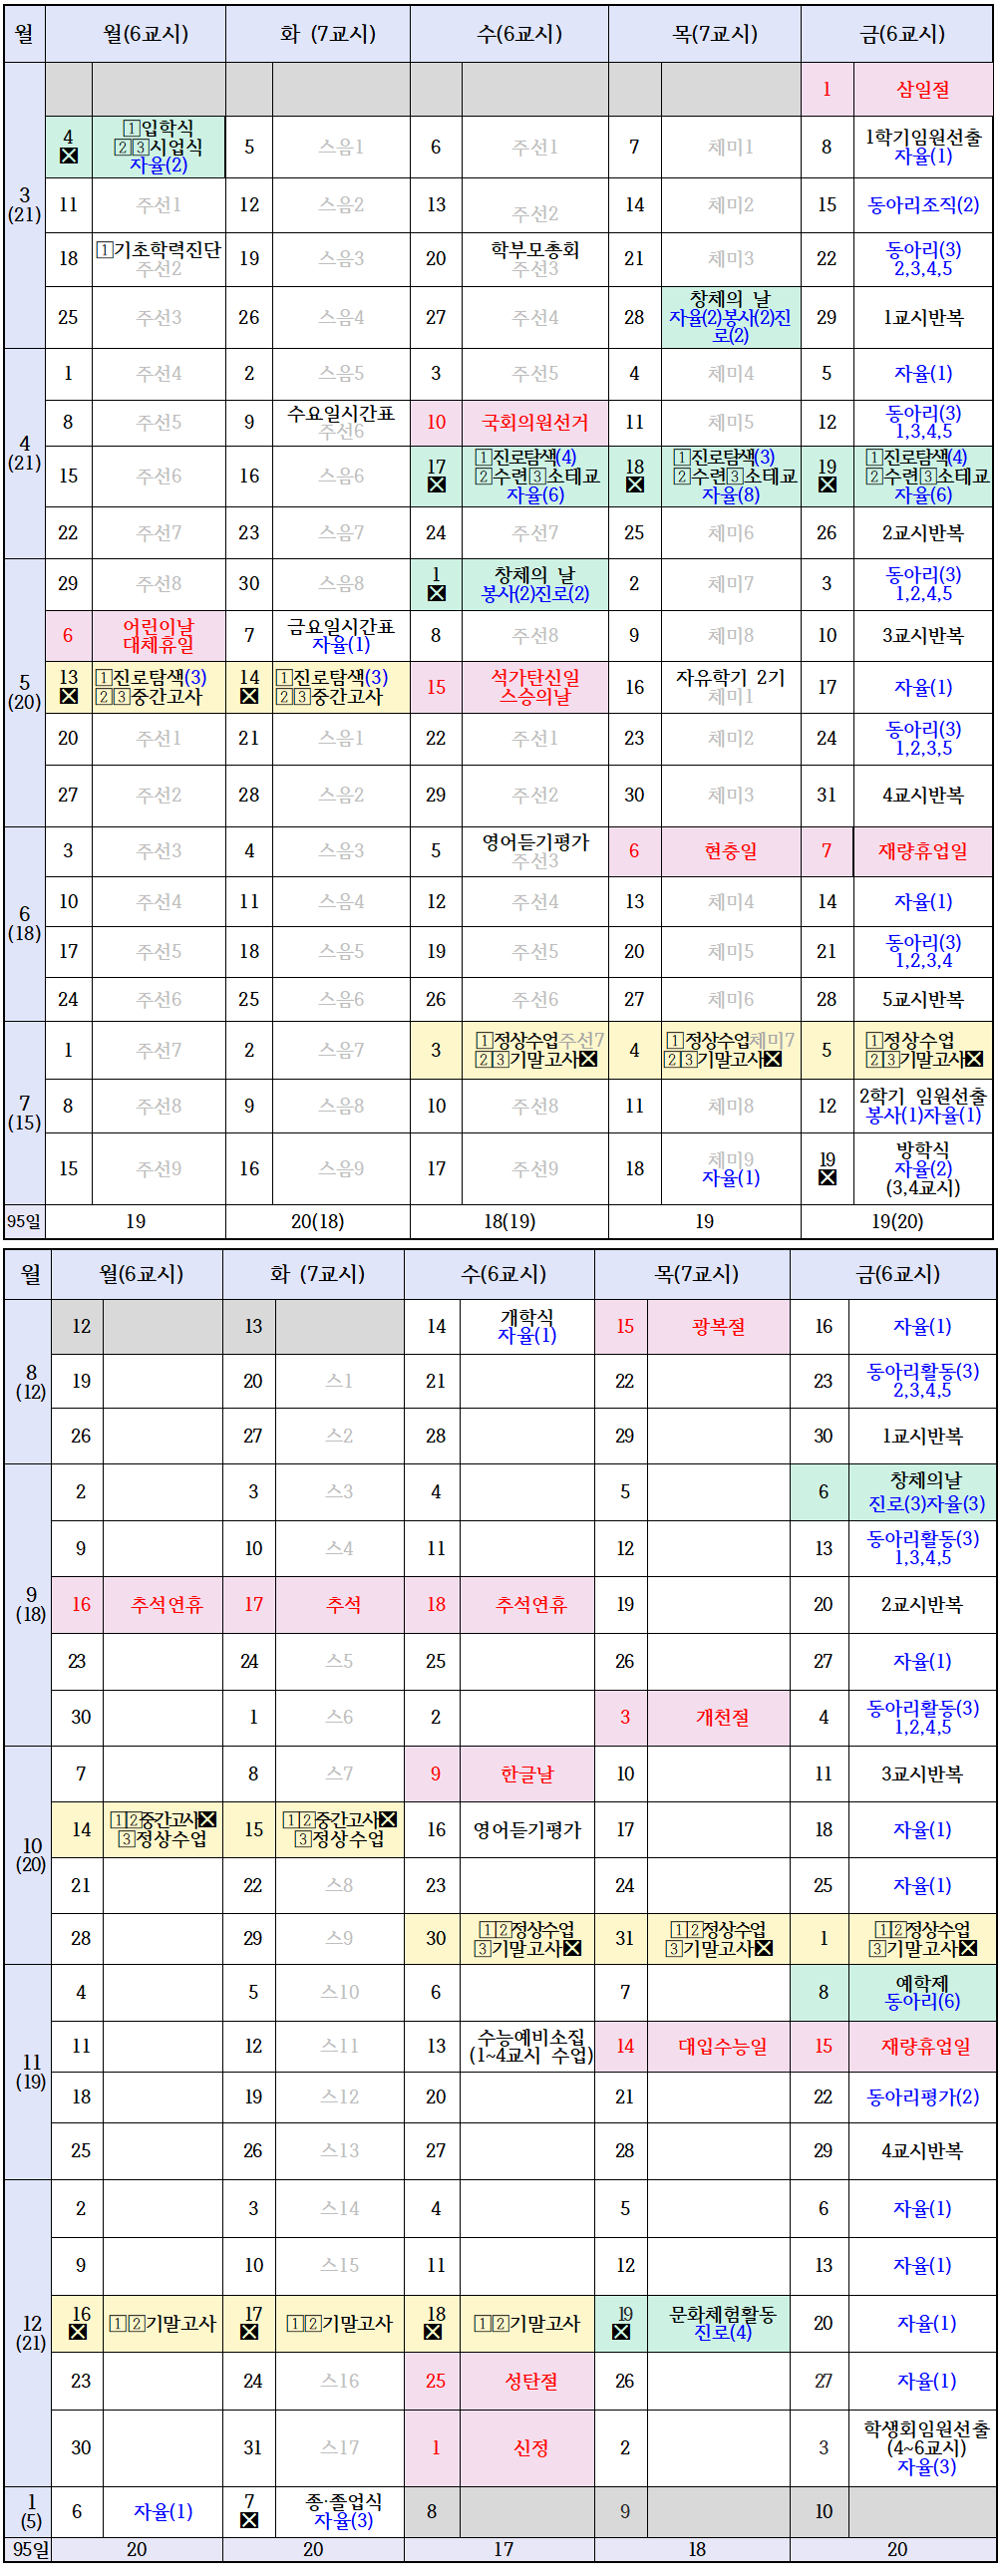 월 월(6교시) 화 (7교시) 수(6교시) 목(7교시) 금(6교시)
3
(21)
1 삼일절
4
☒
1입학식
23시업식
자율(2)
5 스음1
6 주선1
7 체미1
8 1학기임원선출
자율(1)
11 주선1
12 스음2
13 주선2
14 체미2
15 동아리조직(2)
18 1기초학력진단
주선2
19 스음3
20 학부모총회
주선3
21 체미3
22 동아리(3)
2,3,4,5
25 주선3
26 스음4
27 주선4
28 창체의 날
자율(2)봉사(2)진
로(2)
29 1교시반복
4
(21)
1 주선4
2 스음5
3 주선5
4 체미4
5 자율(1)
8 주선5
9 수요일시간표
주선6
10 국회의원선거
11 체미5
12 동아리(3)
1,3,4,5
15 주선6
16 스음6
17
☒
1진로탐색(4)
2수련3소테교
자율(6)
18
☒
1진로탐색(3)
2수련3소테교
자율(8)
19
☒
1진로탐색(4)
2수련3소테교
자율(6)
22 주선7
23 스음7
24 주선7
25 체미6
26 2교시반복
5
(20)
29 주선8
30 스음8
1
☒
창체의 날
봉사(2)진로(2)
2 체미7
3 동아리(3)
1,2,4,5
6 어린이날
대체휴일
7 금요일시간표
자율(1)
8 주선8
9 체미8
10 3교시반복
13
☒
1진로탐색(3)
23중간고사
14
☒
1진로탐색(3)
23중간고사
15 석가탄신일
스승의날
16 자유학기 2기
체미1
17 자율(1)
20 주선1
21 스음1
22 주선1
23 체미2
24 동아리(3)
1,2,3,5
27 주선2
28 스음2
29 주선2
30 체미3
31 4교시반복
6
(18)
3 주선3
4 스음3
5 영어듣기평가
주선3
6 현충일
7 재량휴업일
10 주선4
11 스음4
12 주선4
13 체미4
14 자율(1)
17 주선5
18 스음5
19 주선5
20 체미5
21 동아리(3)
1,2,3,4
24 주선6
25 스음6
26 주선6
27 체미6
28 5교시반복
7
(15)
1 주선7
2 스음7
3 1정상수업주선7
23기말고사☒
4 1정상수업체미7
23기말고사☒
5 1정상수업
23기말고사☒
8 주선8
9 스음8
10 주선8
11 체미8
12 2학기 임원선출
봉사(1)자율(1)
15 주선9
16 스음9
17 주선9
18 체미9
자율(1)
19
☒
방학식
자율(2)
(3,4교시)
95일 19 20(18) 18(19) 19 19(20)
월 월(6교시) 화 (7교시) 수(6교시) 목(7교시) 금(6교시)
8
(12)
12
13
14 개학식
자율(1)
15 광복절
16 자율(1)
19
20 스1
21
22
23 동아리활동(3)
2,3,4,5
26
27 스2
28
29
30 1교시반복
9
(18)
2
3 스3
4
5
6 창체의날
진로(3)자율(3)
9
10 스4
11
12
13 동아리활동(3)
1,3,4,5
16 추석연휴
17 추석
18 추석연휴
19
20 2교시반복
23
24 스5
25
26
27 자율(1)
30
1 스6
2
3 개천절
4 동아리활동(3)
1,2,4,5
10
(20)
7
8 스7
9 한글날
10
11 3교시반복
14 12중간고사☒
3정상수업
15 12중간고사☒
3정상수업
16 영어듣기평가
17
18 자율(1)
21
22 스8
23
24
25 자율(1)
28
29 스9
30 12정상수업
3기말고사☒
31 12정상수업
3기말고사☒
1 12정상수업
3기말고사☒
11
(19)
4
5 스10
6
7
8 예학제
동아리(6)
11
12 스11
13 수능예비소집
(1~4교시 수업)
14 대입수능일
15 재량휴업일
18
19 스12
20
21
22 동아리평가(2)
25
26 스13
27
28
29 4교시반복
12
(21)
2
3 스14
4
5
6 자율(1)
9
10 스15
11
12
13 자율(1)
16
☒
12기말고사
17
☒
12기말고사
18
☒
12기말고사
19
☒
문화체험활동
진로(4)
20 자율(1)
23
24 스16
25 성탄절
26
27 자율(1)
30
31 스17
1 신정
2
3 학생회임원선출
(4~6교시)
자율(3)
1
(5)
6 자율(1)
7
☒
종·졸업식
자율(3)
8
9
10
95일 20 20 17 18 20